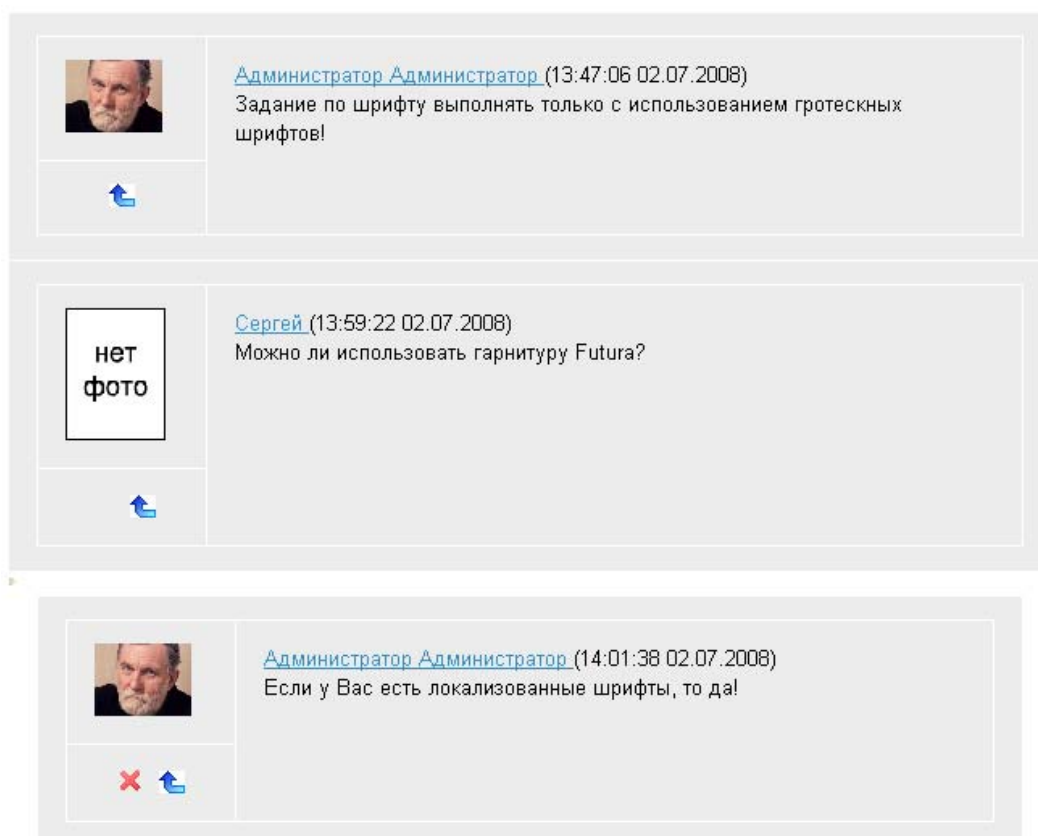 Администратор Администратор (13:47:06 02.07.2008)
Задание по шрифту выполнять только с использованием гротескных
шрифтов!
нет
фото
Сергей (13:59:22 02.07.2008)
Можно ли использовать гарнитуру Futura?
Администратор Администратор (14:01:38 02.07.2008)
Если у Вас есть локализованные шрифты, то да!